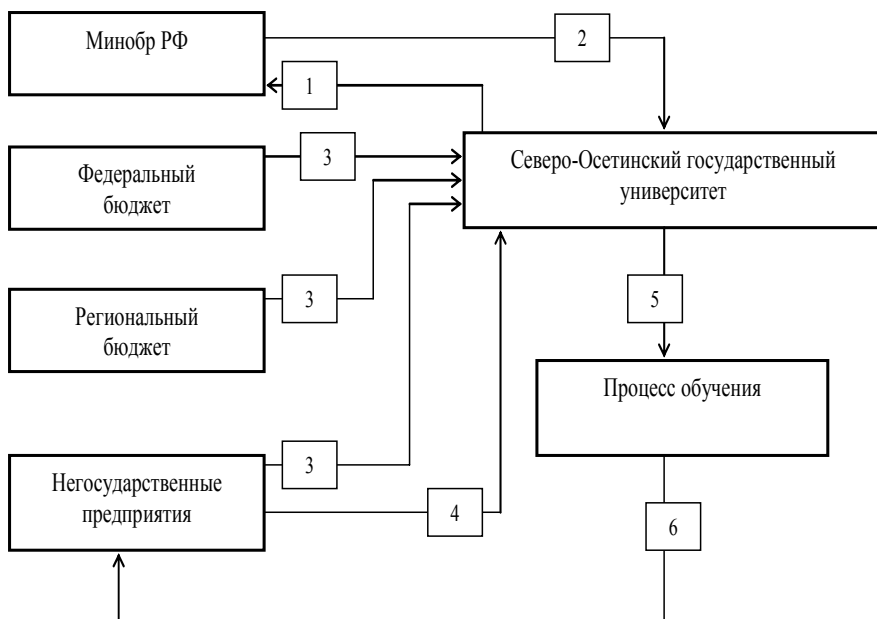 Минобр РФ
2
1
Федеральный
бюджет
3
Северо-Осетинский государственный
университет
Региональный
бюджет
3
5
Процесс обучения
Негосударственные
предприятия
3
4
6